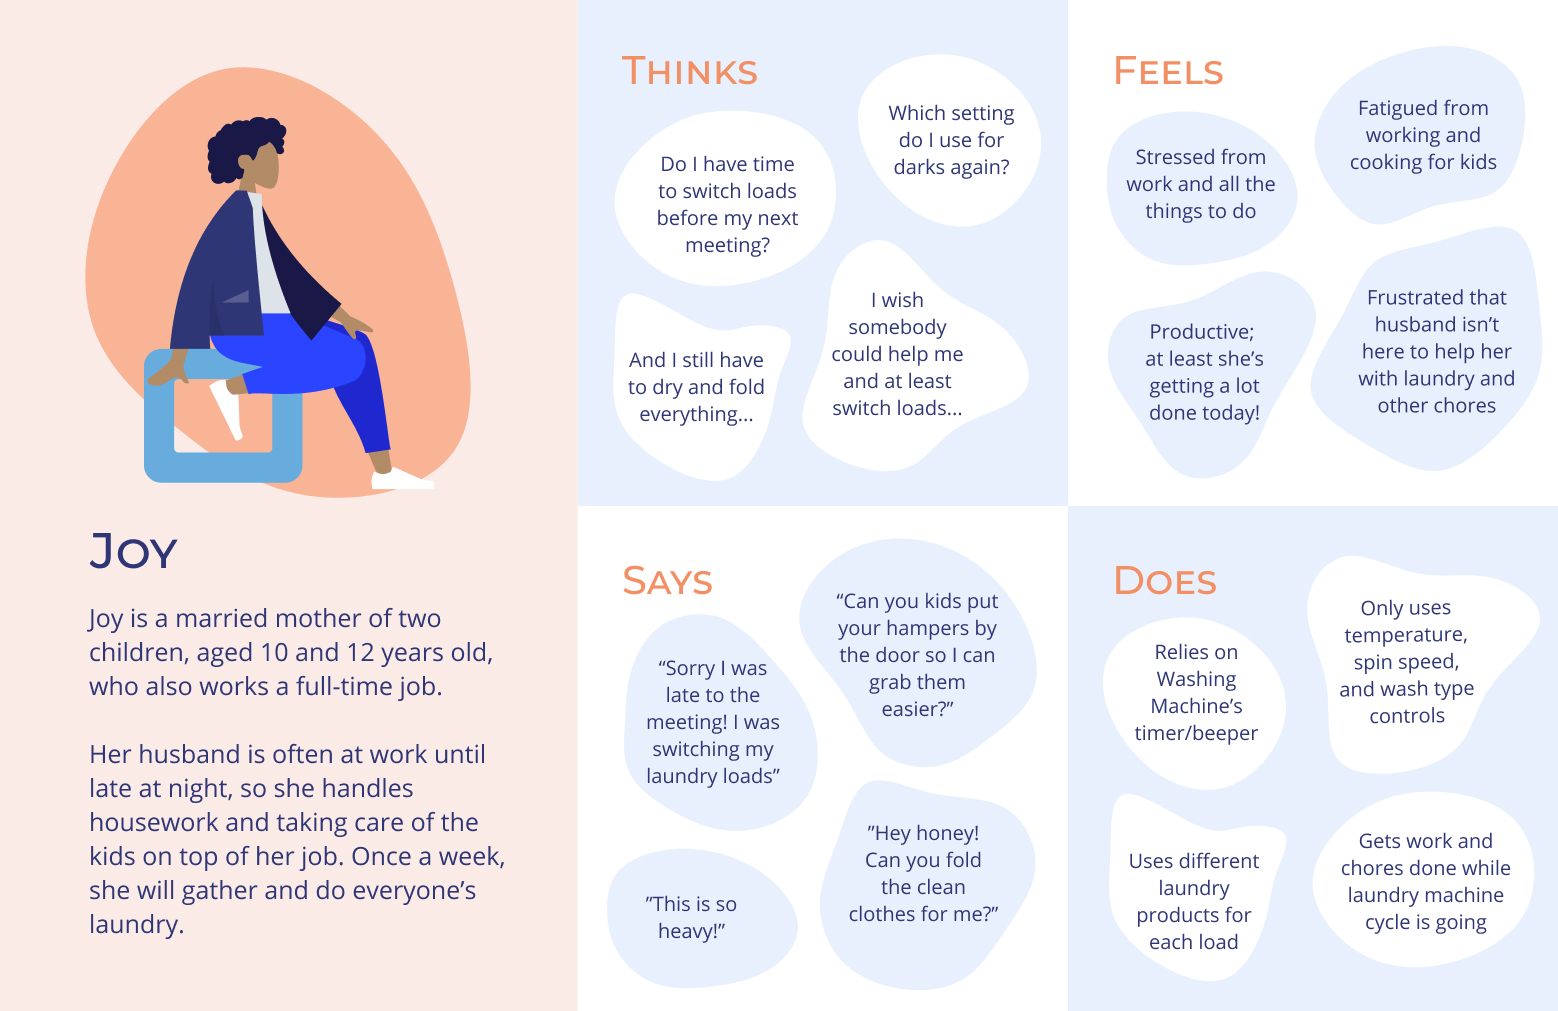 Joy
Joy is a married mother of two
children, aged 10 and 12 years old,
who also works a full-time job.
Her husband is often at work until
late at night, so she handles
housework and taking care of the
kids on top of her job. Once a week,
she will gather and do everyone’s
laundry.
Thinks
Do I have time
to switch loads
before my next
meeting?
Which setting
do I use for
darks again?
And I still have
to dry and fold
everything...
I wish
somebody
could help me
and at least
switch loads...
Feels
Stressed from
work and all the
things to do
Fatigued from
working and
cooking for kids
Productive;
at least she’s
getting a lot
done today!
Frustrated that
husband isn’t
here to help her
with laundry and
other chores
Says
“Sorry I was
late to the
meeting! I was
switching my
laundry loads”
“Can you kids put
your hampers by
the door so I can
grab them
easier?”
”This is so
heavy!”
”Hey honey!
Can you fold
the clean
clothes for me?”
Does
Relies on
Washing
Machine’s
timer/beeper
Only uses
temperature,
spin speed,
and wash type
controls
Uses different
laundry
products for
each load
Gets work and
chores done while
laundry machine
cycle is going